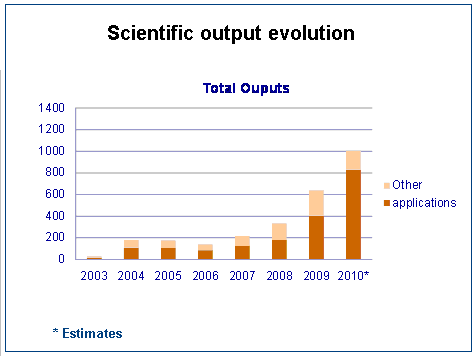 Scientific output evolution
Total Ouputs
1400
1200
1000
800
600
400
200
0
2003 2004 2005 2006 2007 2008 2009 2010*
Other
applications
* Estimates